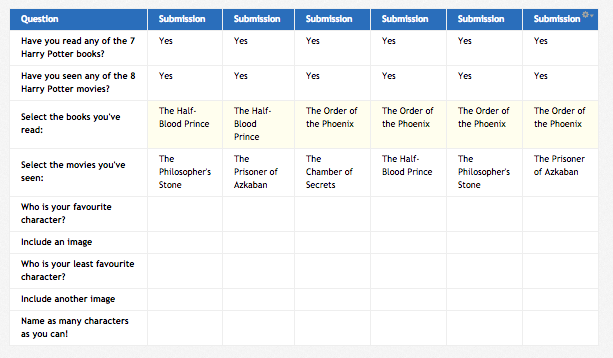 Question Submission Submission Submission Submission Submission Submission
Have you read any of the 7 Yes Yes Yes Yes Yes Yes
Harry Potter books?
Have you seen any of the 8 Yes Yes Yes Yes Yes Yes
Harry Potter movies?
Select the books you've The Half- The Half- The Order of The Order of The Order of The Order of
read: Blood Prince Blood the Phoenix the Phoenix the Phoenix the Phoenix
Prince
Select the movies you've The The The The Half- The The Prisoner
seen: Philosopher's Prisoner of Chamber of Blood Prince Philosopher's of Azkaban
Stone Azkaban Secrets Stone
Who is your favourite
character?
Include an image
Who is your least favourite
character?
Include another image
Name as many characters
as you can!